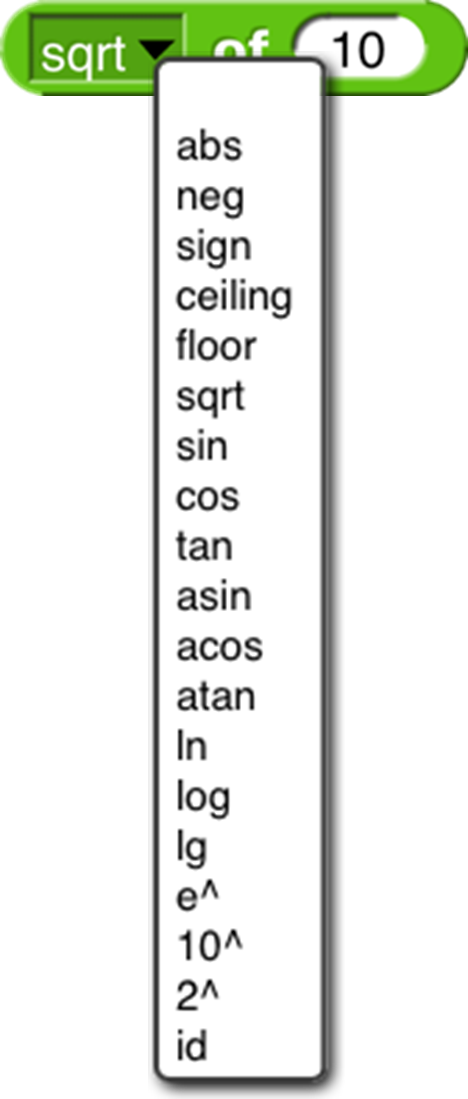 sqrt of 10
abs
neg
sign
ceiling
floor
sqrt
sin
cos
tan
asin
acos
atan
ln
log
lg
e^
10^
2^
id